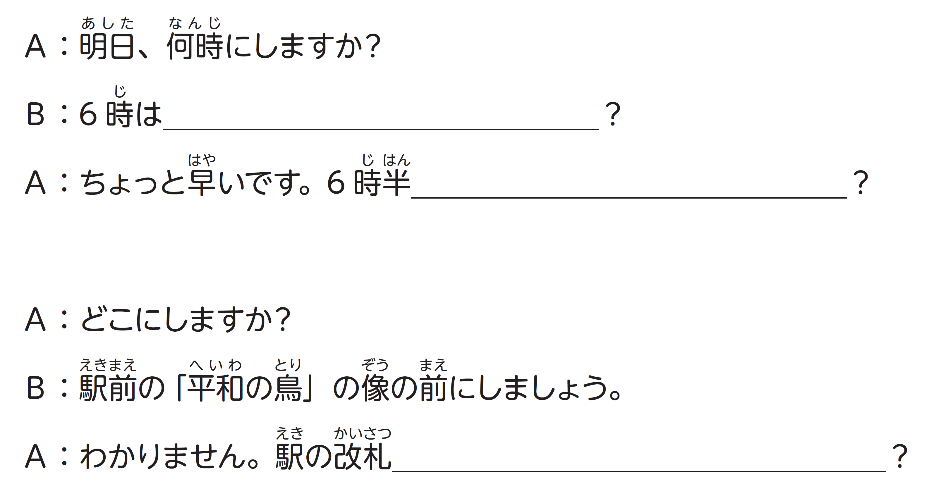 A：明日、何時にしますか？
B：6時は＿＿＿＿＿＿＿＿＿＿＿＿＿＿＿？
A：ちょっと早いです。6時半＿＿＿＿＿＿＿＿＿＿＿＿＿＿＿？
A：どこにしますか？
B：駅前の「平和の鳥」の像の前にしましょう。
A：わかりません。駅の改札＿＿＿＿＿＿＿＿＿＿＿＿＿＿＿＿＿？